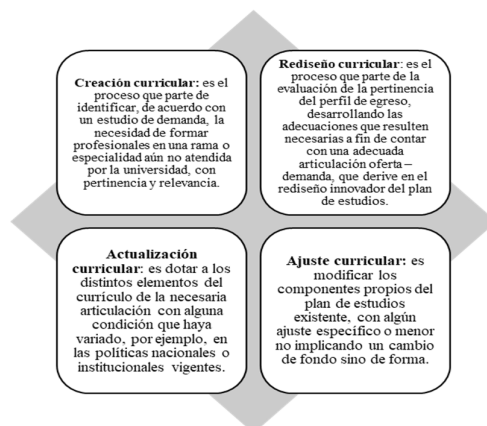 Creación curricular: es el
proceso que parte de
identificar, de acuerdo con
un estudio de demanda, la
necesidad de formar
profesionales en una rama o
especialidad aún no atendida
por la universidad, con
pertinencia y relevancia.
Rediseño curricular: es el
proceso que parte de la
evaluación de la pertinencia
del perfil de egreso,
desarrollando las
adecuaciones que resulten
necesarias a fin de contar
con una adecuada
articulación oferta –
demanda, que derive en el
rediseño innovador del plan
de estudios.
Actualización
curricular: es dotar a los
distintos elementos del
currículo de la necesaria
articulación con alguna
condición que haya
variado, por ejemplo, en
las políticas nacionales o
institucionales vigentes.
Ajuste curricular: es
modificar los
componentes propios del
plan de estudios
existente, con algún
ajuste específico o menor
no implicando un cambio
de fondo sino de forma.